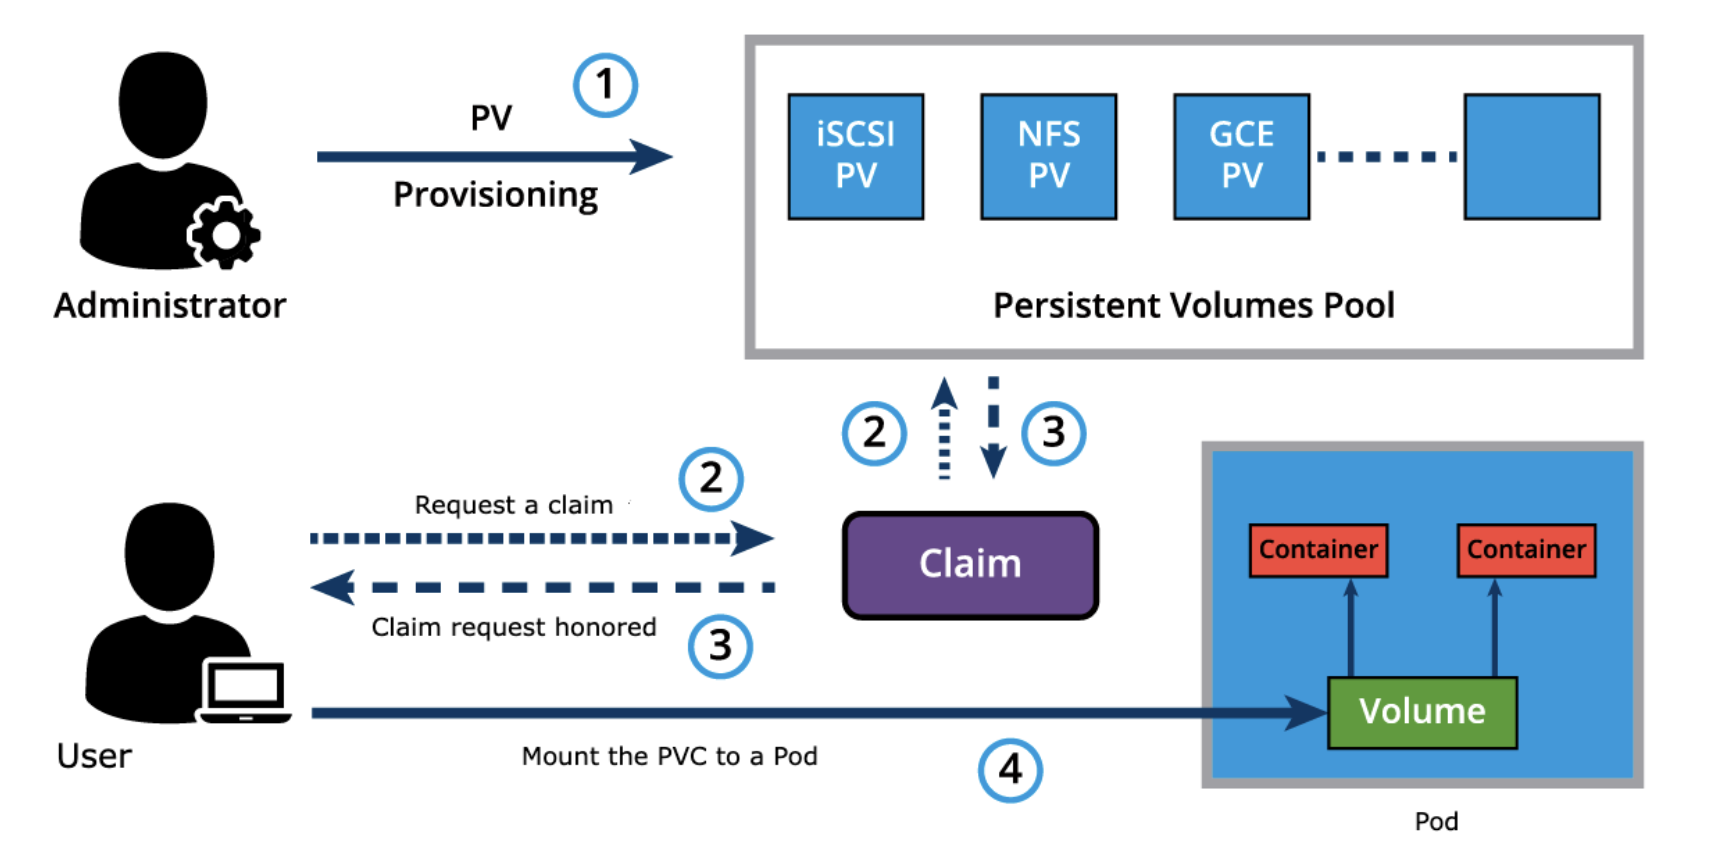 1
PV
Provisioning
Administrator
iSCSI
PV
NFS
PV
GCE
PV
Persistent Volumes Pool
2
3
2
Request a claim
Claim
Claim request honored
3
Container
Container
Volume
User
Mount the PVC to a Pod
4
Pod